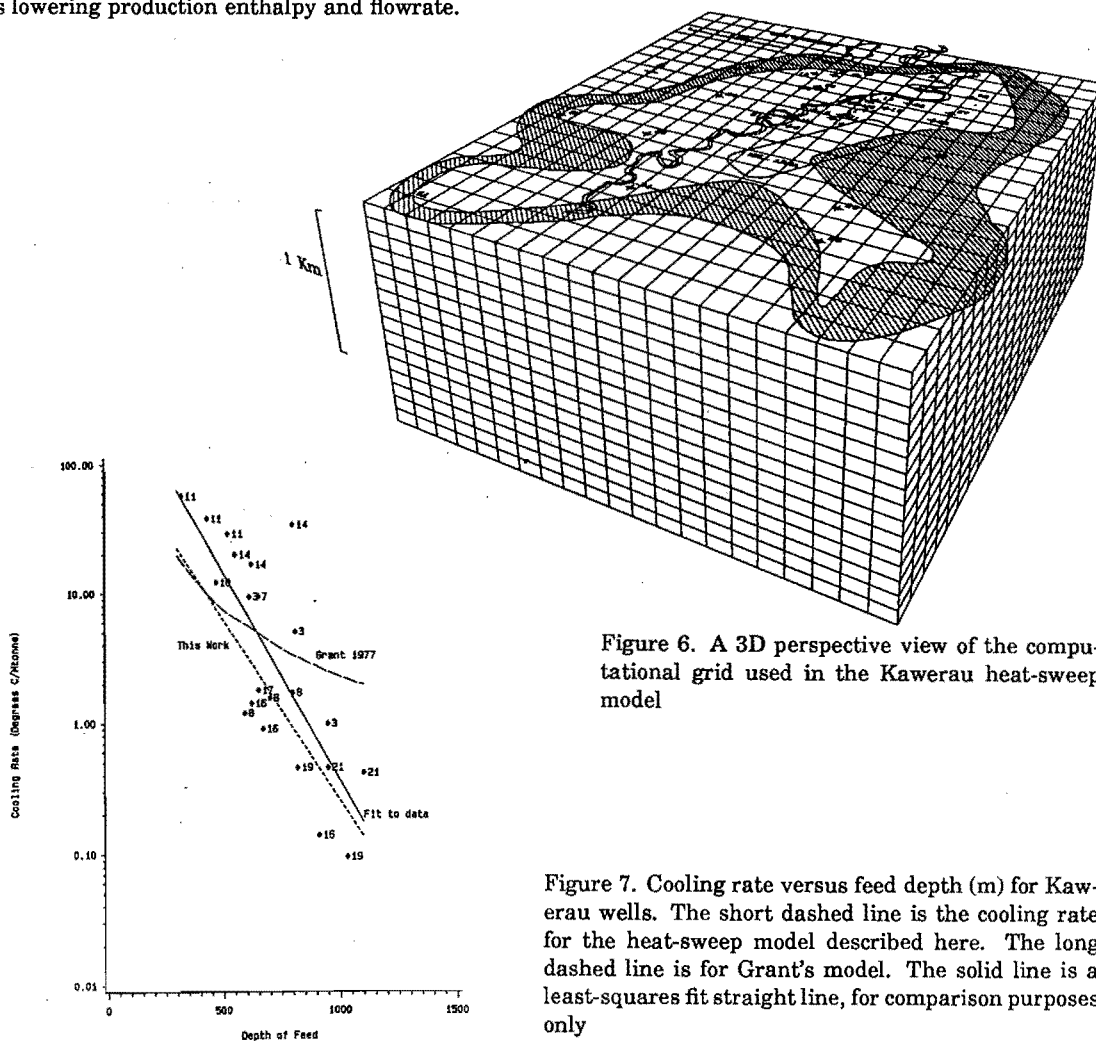 s lowering production enthalpy and flowrate.
1 Km
Figure 6. A 3D perspective view of the compu-
tational grid used in the Kawerau heat-sweep
model
100.00
10.00
1.00
0.10
0.01
Cooling Rate (Degrees C/Mtonne)
11
11
11
14
14
14
3
7
3
This Work
Grant 1977
17
8
8
16
8
16
3
19
21
21
Fit to data
16
19
0
500
1000
1500
Depth of Feed
Figure 7. Cooling rate versus feed depth (m) for Kaw-
erau wells. The short dashed line is the cooling rate
for the heat-sweep model described here. The long
dashed line is for Grant's model. The solid line is a
least-squares fit straight line, for comparison purposes
only